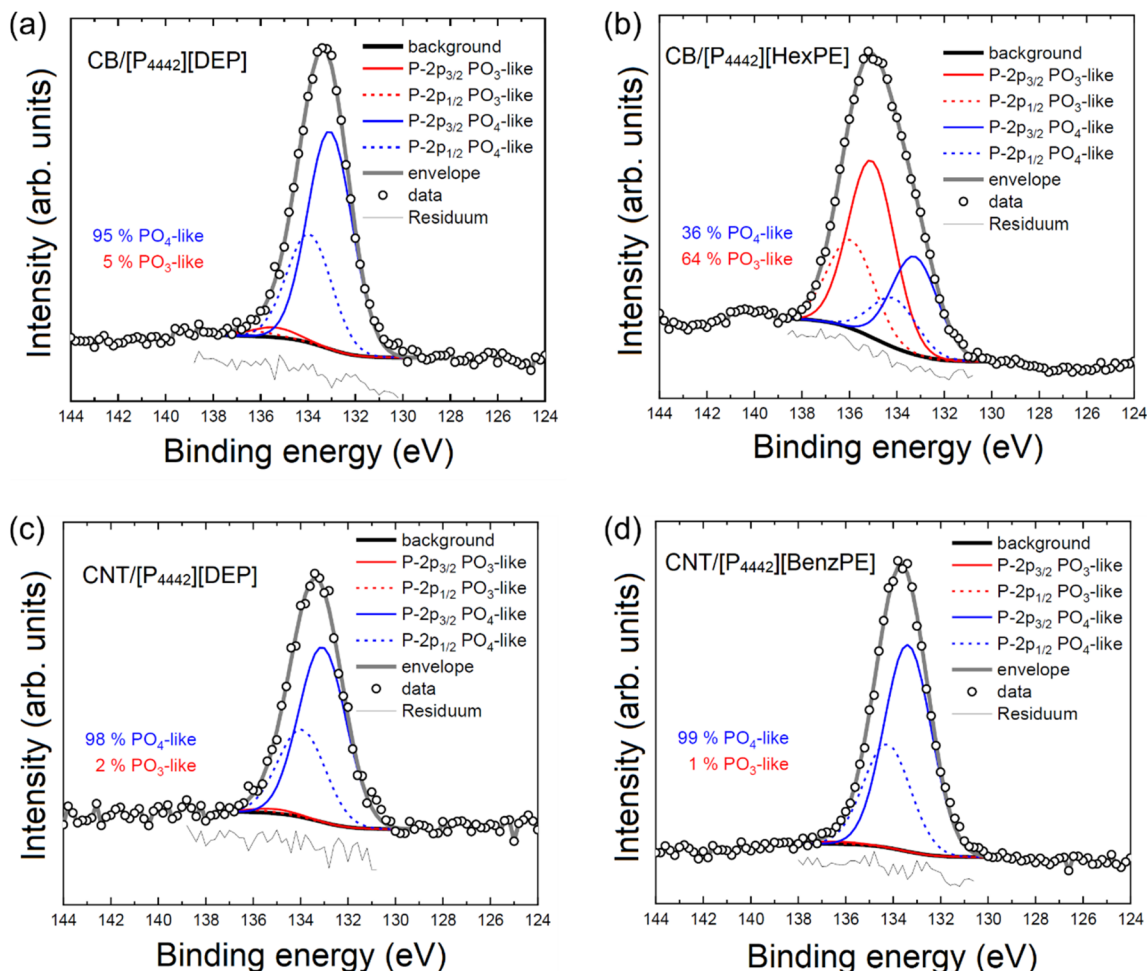 (a)
CB/[P₄₄₄₂][DEP]
background
P-2p₃/₂ PO₃-like
P-2p₁/₂ PO₃-like
P-2p₃/₂ PO₄-like
P-2p₁/₂ PO₄-like
envelope
data
Residuum
95 % PO₄-like
5 % PO₃-like
Intensity (arb. units)
144 142 140 138 136 134 132 130 128 126 124
Binding energy (eV)
(b)
CB/[P₄₄₄₂][HexPE]
background
P-2p₃/₂ PO₃-like
P-2p₁/₂ PO₃-like
P-2p₃/₂ PO₄-like
P-2p₁/₂ PO₄-like
envelope
data
Residuum
36 % PO₄-like
64 % PO₃-like
Intensity (arb. units)
144 142 140 138 136 134 132 130 128 126 124
Binding energy (eV)
(c)
CNT/[P₄₄₄₂][DEP]
background
P-2p₃/₂ PO₃-like
P-2p₁/₂ PO₃-like
P-2p₃/₂ PO₄-like
P-2p₁/₂ PO₄-like
envelope
data
Residuum
98 % PO₄-like
2 % PO₃-like
Intensity (arb. units)
144 142 140 138 136 134 132 130 128 126 124
Binding energy (eV)
(d)
CNT/[P₄₄₄₂][BenzPE]
background
P-2p₃/₂ PO₃-like
P-2p₁/₂ PO₃-like
P-2p₃/₂ PO₄-like
P-2p₁/₂ PO₄-like
envelope
data
Residuum
99 % PO₄-like
1 % PO₃-like
Intensity (arb. units)
144 142 140 138 136 134 132 130 128 126 124
Binding energy (eV)